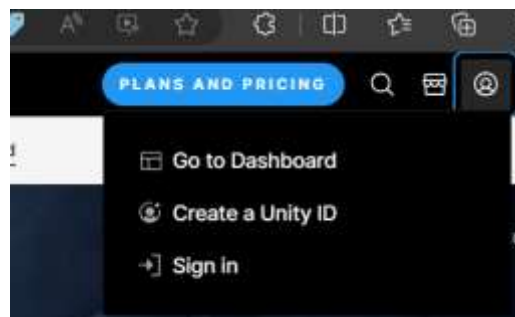 PLANS AND PRICING
Go to Dashboard
Create a Unity ID
Sign in